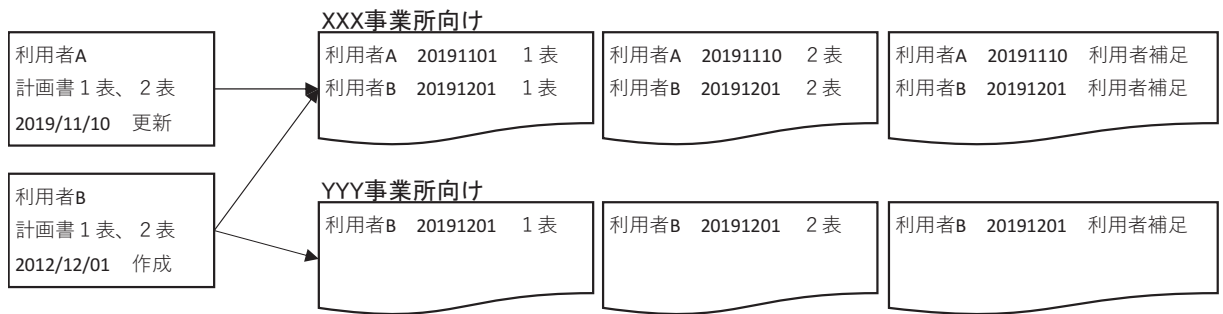 XXX事業所向け
利用者A
計画書1表、2表
2019/11/10 更新
利用者A 20191101 1表
利用者B 20191201 1表
利用者A 20191110 2表
利用者B 20191201 2表
利用者A 20191110 利用者補足
利用者B 20191201 利用者補足
YYY事業所向け
利用者B
計画書1表、2表
2012/12/01 作成
利用者B 20191201 1表
利用者B 20191201 2表
利用者B 20191201 利用者補足